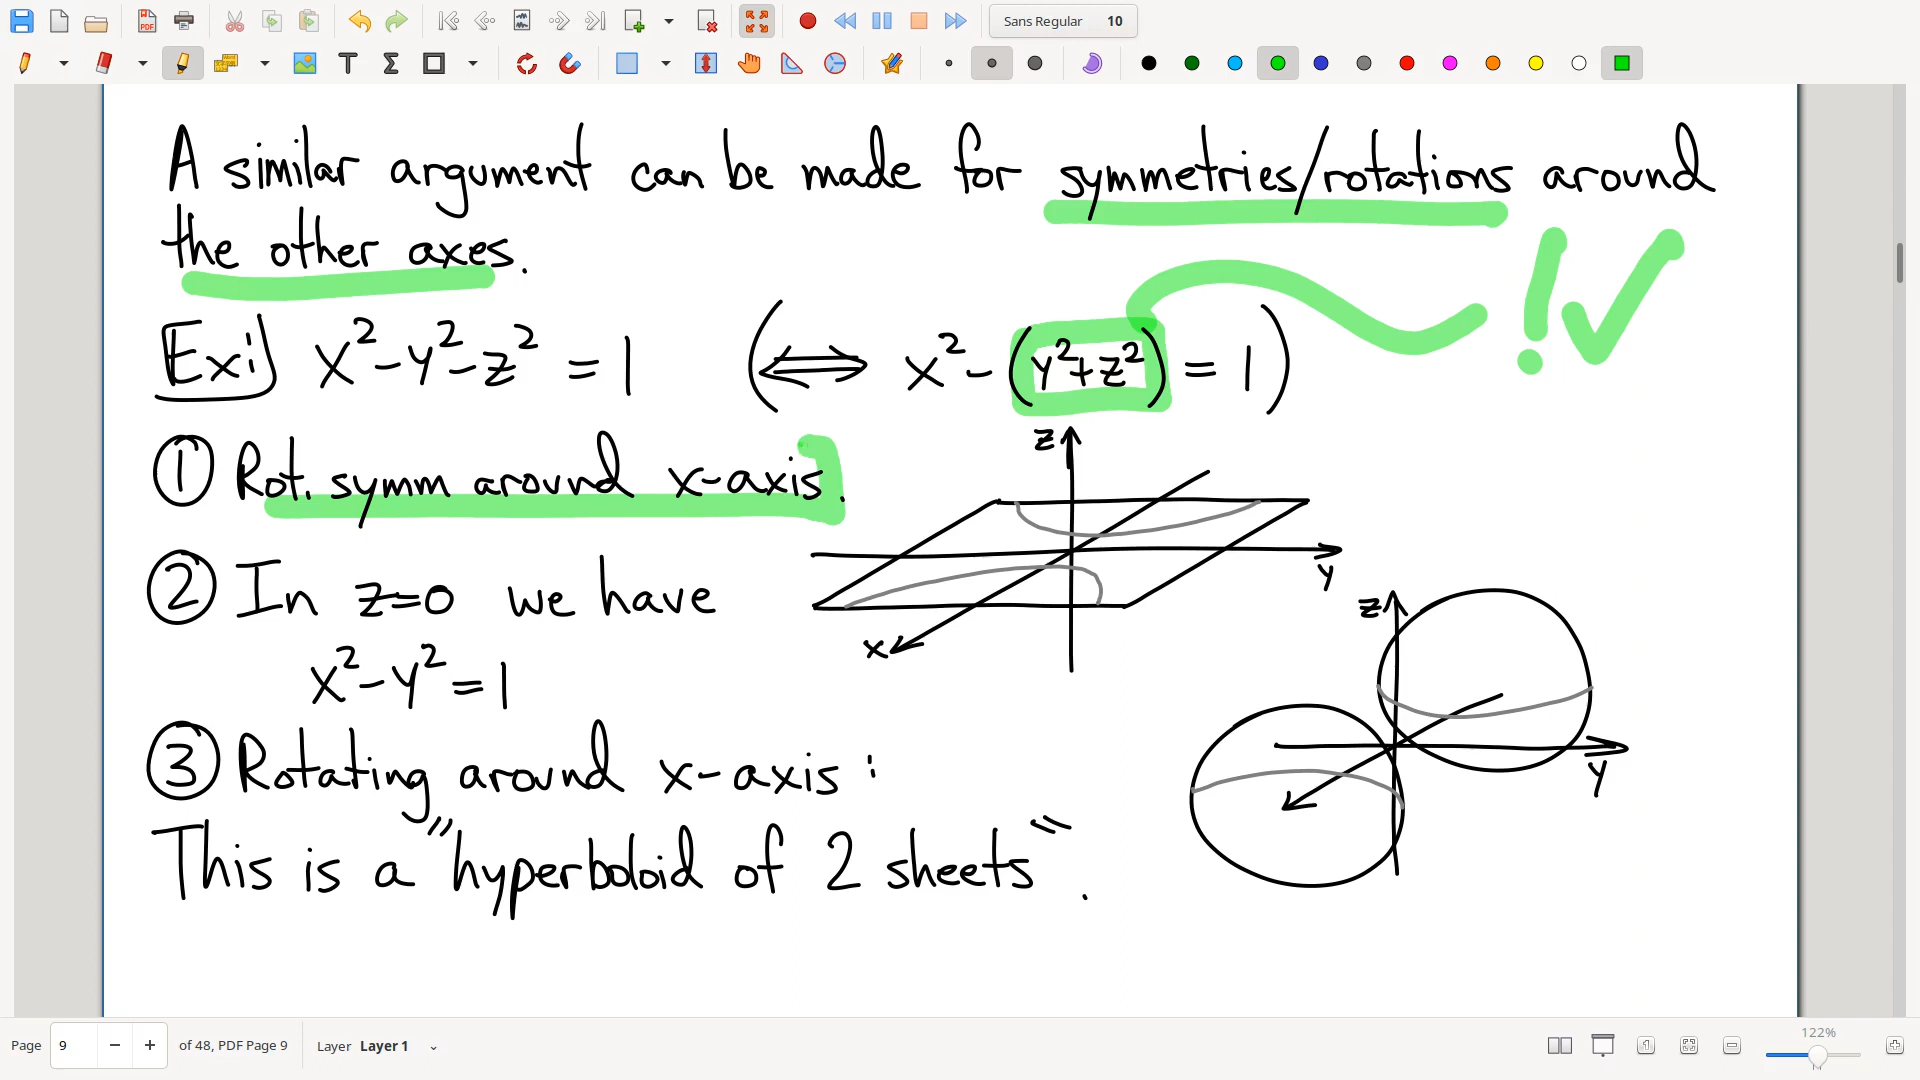 Sans Regular 10
A similar argument can be made for symmetries/rotations around
the other axes.
Ex: x²-y²-z² = 1 (⟺ x²-(y²+z²) = 1) !✓
① Rot. symm around x-axis.
z
y
x
② In z=0 we have
x²-y²=1
z
y
③ Rotating around x-axis:
This is a "hyperboloid of 2 sheets".
Page 9 − + of 48, PDF Page 9 Layer Layer 1
122%